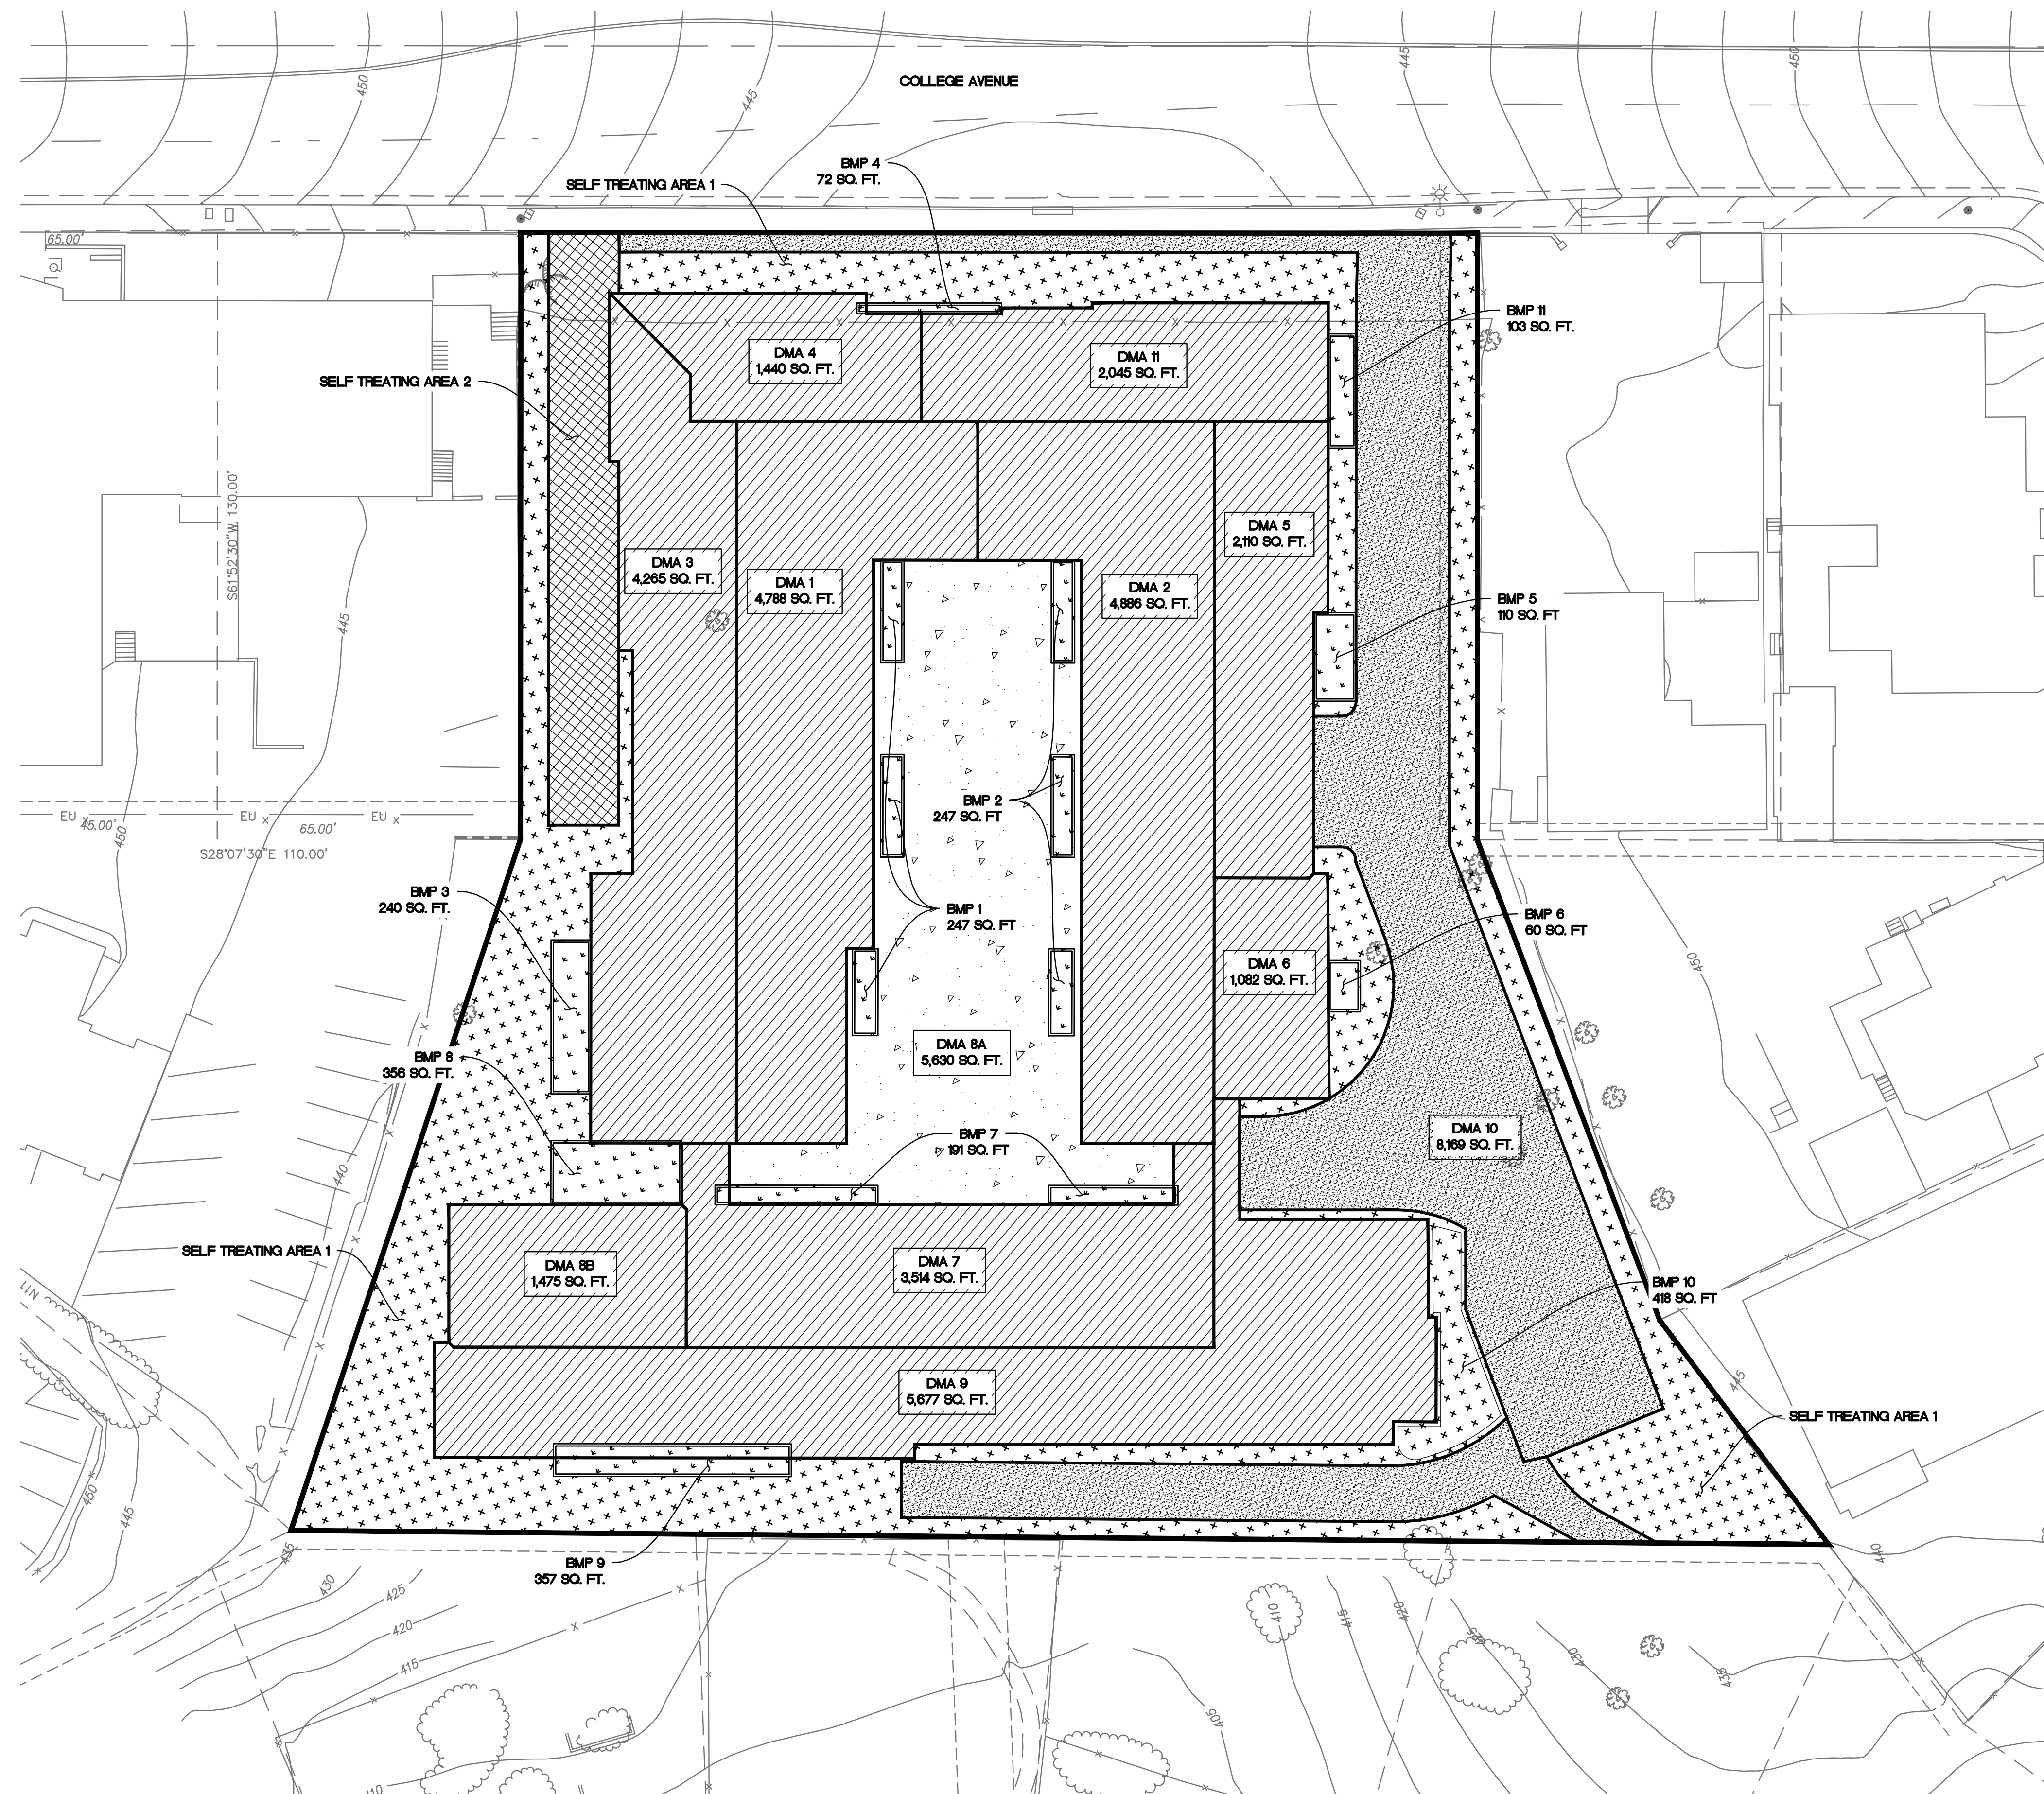 COLLEGE AVENUE
450
445
445
450
BMP 4
72 SQ. FT.
SELF TREATING AREA 1
65.00'
BMP 11
103 SQ. FT.
DMA 4
1,440 SQ. FT.
DMA 11
2,045 SQ. FT.
SELF TREATING AREA 2
S61°52'30"W 130.00'
DMA 5
2,110 SQ. FT.
DMA 3
4,265 SQ. FT.
DMA 1
4,788 SQ. FT.
DMA 2
4,886 SQ. FT.
BMP 5
110 SQ. FT
445
BMP 2
247 SQ. FT
EU
EU
EU
45.00'
65.00'
450
S28°07'30"E 110.00'
BMP 3
240 SQ. FT.
BMP 1
247 SQ. FT
BMP 6
60 SQ. FT
450
DMA 6
1,082 SQ. FT.
DMA 8A
5,630 SQ. FT.
BMP 8
356 SQ. FT.
DMA 10
8,169 SQ. FT.
BMP 7
191 SQ. FT
440
SELF TREATING AREA 1
DMA 8B
1,475 SQ. FT.
DMA 7
3,514 SQ. FT.
BMP 10
418 SQ. FT
N11
DMA 9
5,677 SQ. FT.
445
SELF TREATING AREA 1
450
445
435
440
BMP 9
357 SQ. FT.
430
425
420
415
410
415
420
425
430
435
405
410